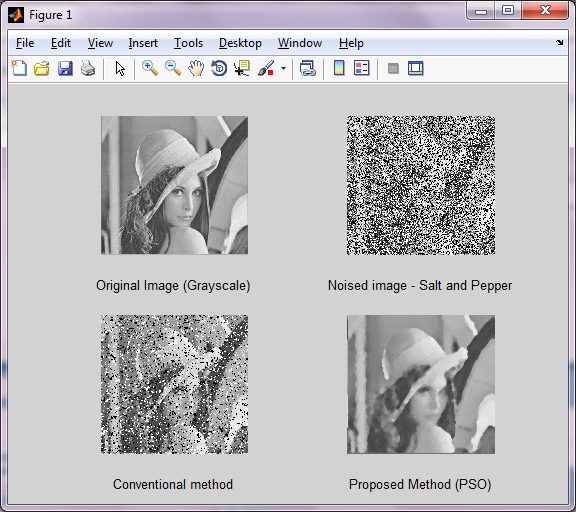 Figure 1
File Edit View Insert Tools Desktop Window Help
Original Image (Grayscale)
Noised image - Salt and Pepper
Conventional method
Proposed Method (PSO)